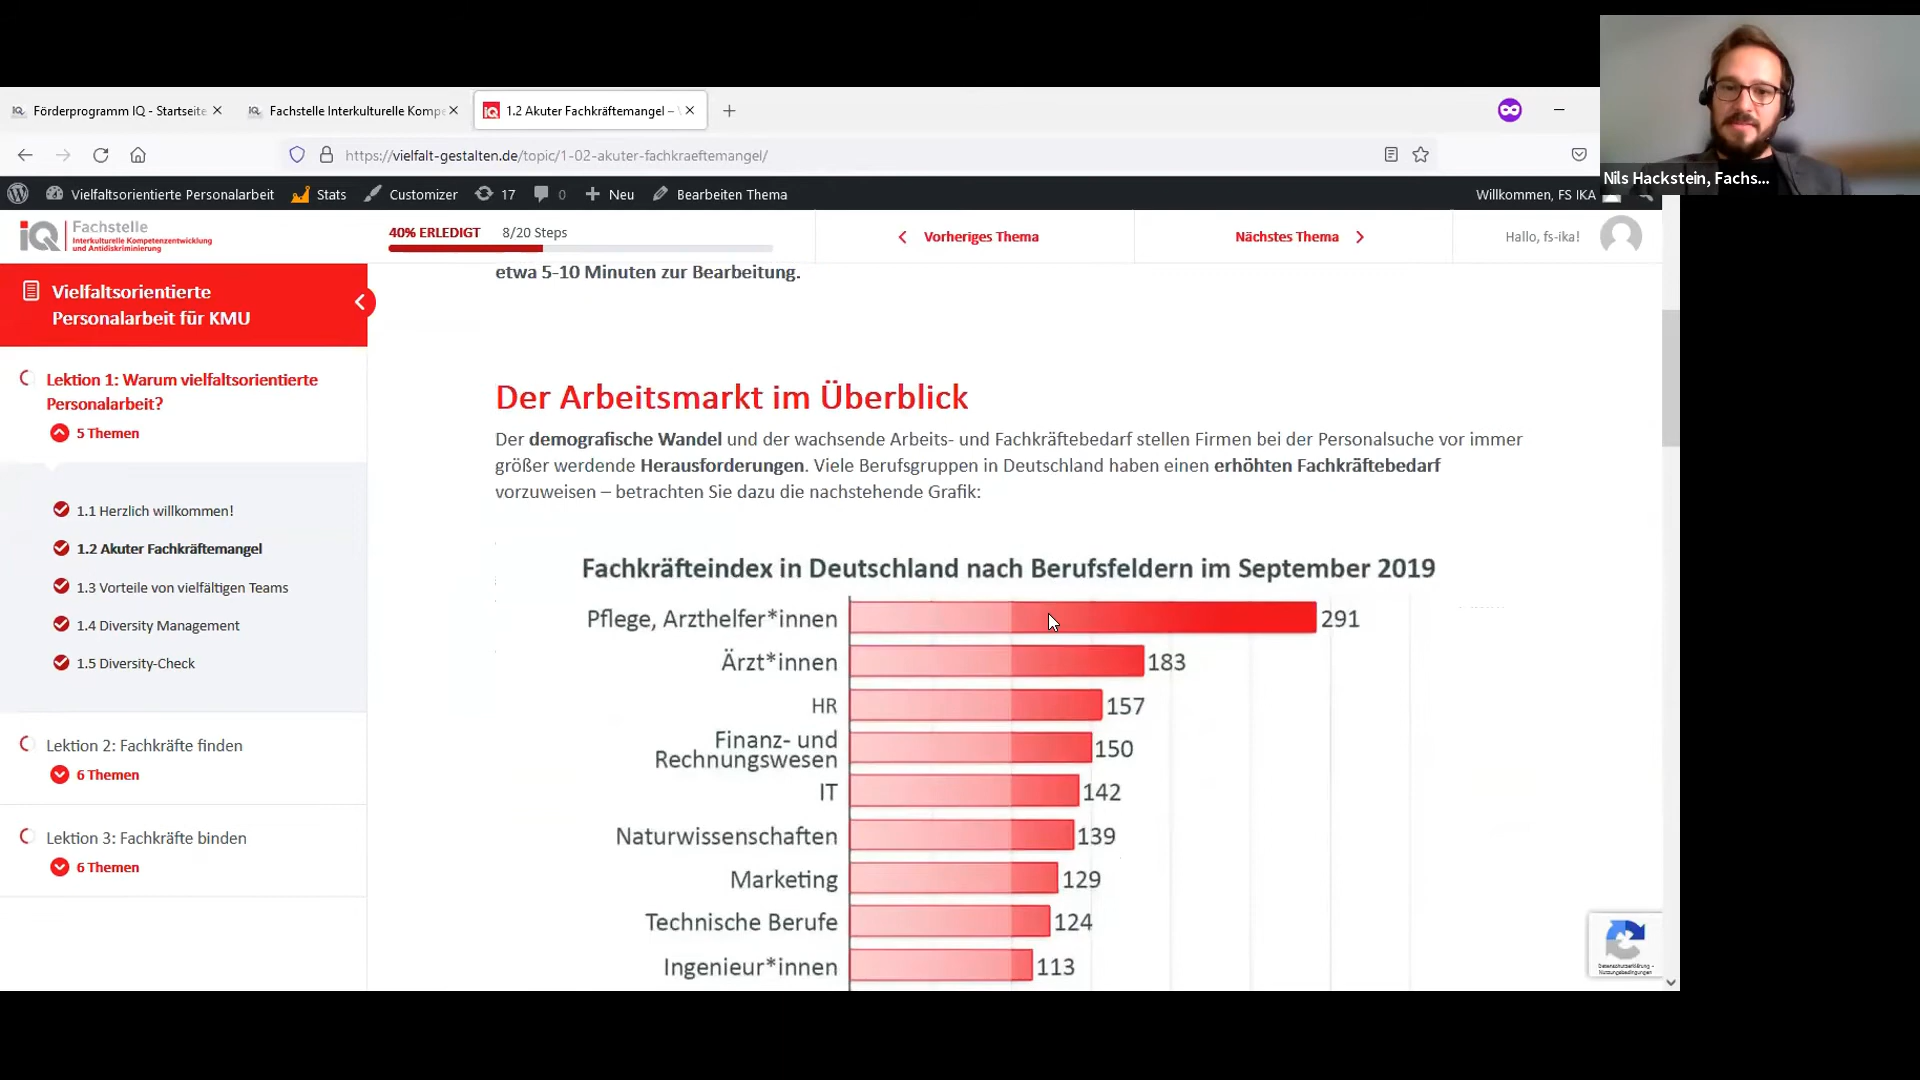 Förderprogramm IQ - Startseite
Fachstelle Interkulturelle Kompe
1.2 Akuter Fachkräftemangel –
https://vielfalt-gestalten.de/topic/1-02-akuter-fachkraeftemangel/
Nils Hackstein, Fachs...
Vielfaltsorientierte Personalarbeit
Stats
Customizer
17
0
Neu
Bearbeiten Thema
Willkommen, FS IKA
iQ
Fachstelle
Interkulturelle Kompetenzentwicklung
und Antidiskriminierung
40% ERLEDIGT 8/20 Steps
Vorheriges Thema
Nächstes Thema
Hallo, fs-ika!
Vielfaltsorientierte
Personalarbeit für KMU
Lektion 1: Warum vielfaltsorientierte
Personalarbeit?
5 Themen
1.1 Herzlich willkommen!
1.2 Akuter Fachkräftemangel
1.3 Vorteile von vielfältigen Teams
1.4 Diversity Management
1.5 Diversity-Check
Lektion 2: Fachkräfte finden
6 Themen
Lektion 3: Fachkräfte binden
6 Themen
etwa 5-10 Minuten zur Bearbeitung.
Der Arbeitsmarkt im Überblick
Der demografische Wandel und der wachsende Arbeits- und Fachkräftebedarf stellen Firmen bei der Personalsuche vor immer
größer werdende Herausforderungen. Viele Berufsgruppen in Deutschland haben einen erhöhten Fachkräftebedarf
vorzuweisen – betrachten Sie dazu die nachstehende Grafik:
Fachkräfteindex in Deutschland nach Berufsfeldern im September 2019
Pflege, Arzthelfer*innen 291
Ärzt*innen 183
HR 157
Finanz- und
Rechnungswesen 150
IT 142
Naturwissenschaften 139
Marketing 129
Technische Berufe 124
Ingenieur*innen 113
Datenschutzerklärung -
Nutzungsbedingungen